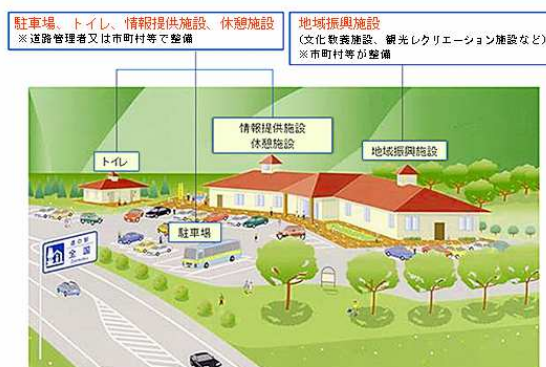 駐車場、トイレ、情報提供施設、休憩施設
※道路管理者又は市町村等で整備
地域振興施設
(文化教養施設、観光レクリエーション施設など)
※市町村等が整備
情報提供施設
休憩施設
トイレ
地域振興施設
駐車場
道の駅
全国